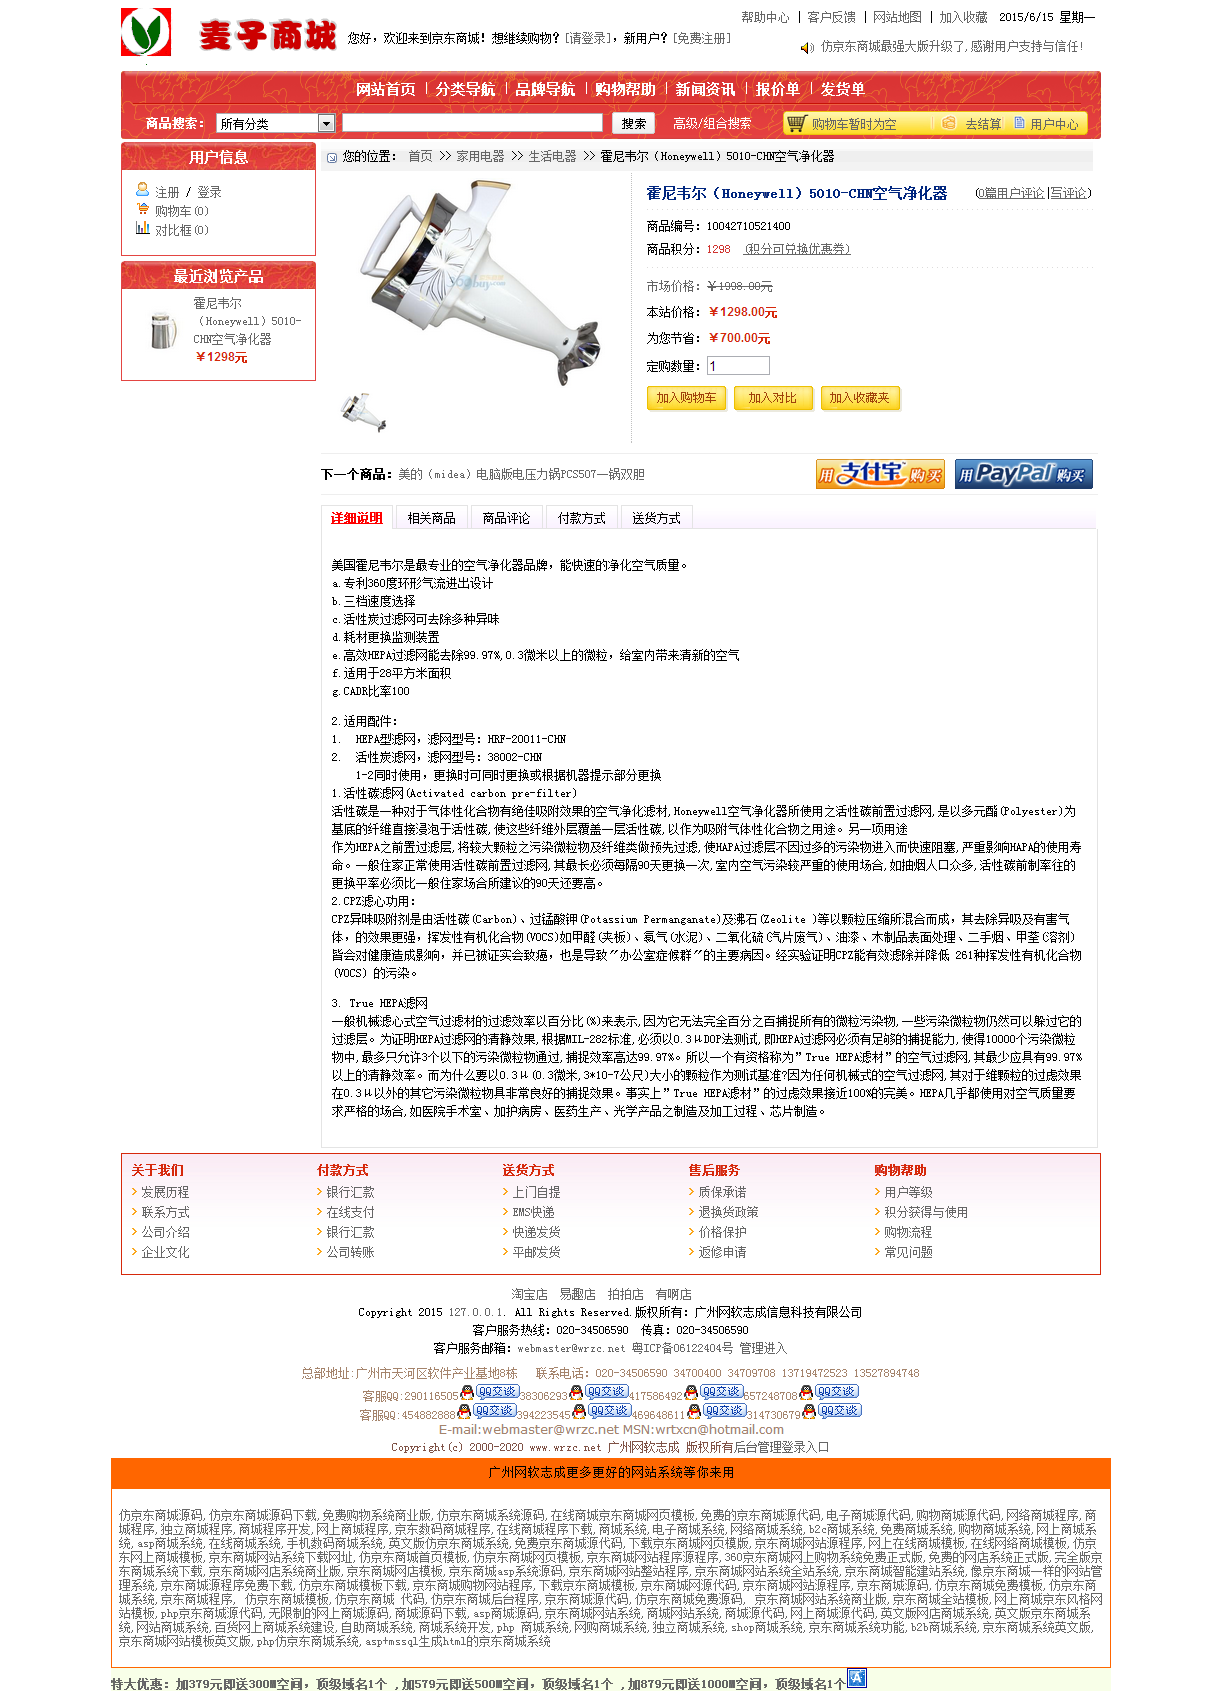 帮助中心 | 客户反馈 | 网站地图 | 加入收藏 2015/6/15 星期一
麦子商城 您好，欢迎来到京东商城！想继续购物？[请登录]，新用户？[免费注册]
仿京东商城最强大版升级了,感谢用户支持与信任!
网站首页 | 分类导航 | 品牌导航 | 购物帮助 | 新闻资讯 | 报价单 | 发货单
商品搜索： 所有分类 搜索 高级/组合搜索 购物车暂时为空 去结算 用户中心
用户信息
注册 / 登录
购物车(0)
对比框(0)
最近浏览产品
霍尼韦尔
（Honeywell）5010-
CHN空气净化器
￥1298元
您的位置： 首页 >> 家用电器 >> 生活电器 >> 霍尼韦尔（Honeywell）5010-CHN空气净化器
霍尼韦尔（Honeywell）5010-CHN空气净化器 (0篇用户评论|写评论)
商品编号：10042710521400
商品积分：1298 (积分可兑换优惠券)
市场价格：￥1998.00元
本站价格：￥1298.00元
为您节省：￥700.00元
定购数量：1
加入购物车 加入对比 加入收藏夹
下一个商品：美的（midea）电脑版电压力锅PCS507一锅双胆
用支付宝购买 用PayPal购买
详细说明 相关商品 商品评论 付款方式 送货方式
美国霍尼韦尔是最专业的空气净化器品牌，能快速的净化空气质量。
a.专利360度环形气流进出设计
b.三档速度选择
c.活性炭过滤网可去除多种异味
d.耗材更换监测装置
e.高效HEPA过滤网能去除99.97%,0.3微米以上的微粒，给室内带来清新的空气
f.适用于28平方米面积
g.CADR比率100
2.适用配件：
1. HEPA型滤网，滤网型号：HRF-20011-CHN
2. 活性炭滤网，滤网型号：38002-CHN
1-2同时使用，更换时可同时更换或根据机器提示部分更换
1.活性碳滤网(Activated carbon pre-filter)
活性碳是一种对于气体性化合物有绝佳吸附效果的空气净化滤材,Honeywell空气净化器所使用之活性碳前置过滤网,是以多元酯(Polyester)为
基底的纤维直接浸泡于活性碳,使这些纤维外层覆盖一层活性碳,以作为吸附气体性化合物之用途。另一项用途
作为HEPA之前置过滤层,将较大颗粒之污染微粒物及纤维类做预先过滤,使HAPA过滤层不因过多的污染物进入而快速阻塞,严重影响HAPA的使用寿
命。一般住家正常使用活性碳前置过滤网,其最长必须每隔90天更换一次,室内空气污染较严重的使用场合,如抽烟人口众多,活性碳前制率往的
更换平率必须比一般住家场合所建议的90天还要高。
2.CPZ滤心功用：
CPZ异味吸附剂是由活性碳(Carbon)、过锰酸钾(Potassium Permanganate)及沸石(Zeolite )等以颗粒压缩所混合而成，其去除异吸及有害气
体，的效果更强，挥发性有机化合物(VOCS)如甲醛(夹板)、氨气(水泥)、二氧化硫(气片废气)、油漆、木制品表面处理、二手烟、甲荃(溶剂)
皆会对健康造成影响，并已被证实会致癌，也是导致〞办公室症候群〞的主要病因。经实验证明CPZ能有效滤除并降低 261种挥发性有机化合物
(VOCS) 的污染。
3. True HEPA滤网
一般机械滤心式空气过滤材的过滤效率以百分比(%)来表示,因为它无法完全百分之百捕捉所有的微粒污染物,一些污染微粒物仍然可以躲过它的
过滤层。为证明HEPA过滤网的清静效果,根据MIL-282标准,必须以0.3μDOP法测试,即HEPA过滤网必须有足够的捕捉能力,使得10000个污染微粒
物中,最多只允许3个以下的污染微粒物通过,捕捉效率高达99.97%。所以一个有资格称为”True HEPA滤材”的空气过滤网,其最少应具有99.97%
以上的清静效率。而为什么要以0.3μ(0.3微米,3*10-7公尺)大小的颗粒作为测试基准?因为任何机械式的空气过滤网,其对于维颗粒的过虑效果
在0.3μ以外的其它污染微粒物具非常良好的捕捉效果。事实上”True HEPA滤材”的过虑效果接近100%的完美。HEPA几乎都使用对空气质量要
求严格的场合,如医院手术室、加护病房、医药生产、光学产品之制造及加工过程、芯片制造。
关于我们 付款方式 送货方式 售后服务 购物帮助
发展历程 银行汇款 上门自提 质保承诺 用户等级
联系方式 在线支付 EMS快递 退换货政策 积分获得与使用
公司介绍 银行汇款 快递发货 价格保护 购物流程
企业文化 公司转账 平邮发货 返修申请 常见问题
淘宝店 易趣店 拍拍店 有啊店
Copyright 2015 127.0.0.1. All Rights Reserved.版权所有：广州网软志成信息科技有限公司
客户服务热线：020-34506590 传真：020-34506590
客户服务邮箱：webmaster@wrzc.net 粤ICP备06122404号 管理进入
总部地址:广州市天河区软件产业基地8栋 联系电话：020-34506590 34700400 34709708 13719472523 13527894748
客服QQ:290116505 QQ交谈 38306293 QQ交谈 417586492 QQ交谈 657248708 QQ交谈
客服QQ:454882888 QQ交谈 394223545 QQ交谈 469648611 QQ交谈 314730679 QQ交谈
E-mail:webmaster@wrzc.net MSN:wrtxcn@hotmail.com
Copyright(c) 2000-2020 www.wrzc.net 广州网软志成 版权所有后台管理登录入口
广州网软志成更多更好的网站系统等你来用
仿京东商城源码,仿京东商城源码下载,免费购物系统商业版,仿京东商城系统源码,在线商城京东商城网页模板,免费的京东商城源代码,电子商城源代码,购物商城源代码,网络商城程序,商
城程序,独立商城程序,商城程序开发,网上商城程序,京东数码商城程序,在线商城程序下载,商城系统,电子商城系统,网络商城系统,b2c商城系统,免费商城系统,购物商城系统,网上商城系
统,asp商城系统,在线商城系统,手机数码商城系统,英文版仿京东商城系统,免费京东商城源代码,下载京东商城网页模版,京东商城网站源程序,网上在线商城模板,在线网络商城模板,仿京
东网上商城模板,京东商城网站系统下载网址,仿京东商城首页模板,仿京东商城网页模板,京东商城网站程序源程序,360京东商城网上购物系统免费正式版,免费的网店系统正式版,完全版京
东商城系统下载,京东商城网店系统商业版,京东商城网店模板,京东商城asp系统源码,京东商城网站整站程序,京东商城网站系统全站系统,京东商城智能建站系统,像京东商城一样的网站管
理系统,京东商城源程序免费下载,仿京东商城模板下载,京东商城购物网站程序,下载京东商城模板,京东商城网源代码,京东商城网站源程序,京东商城源码,仿京东商城免费模板,仿京东商
城系统,京东商城程序, 仿京东商城模板,仿京东商城 代码,仿京东商城后台程序,京东商城源代码,仿京东商城免费源码, 京东商城网站系统商业版,京东商城全站模板,网上商城京东风格网
站模板,php京东商城源代码,无限制的网上商城源码,商城源码下载,asp商城源码,京东商城网站系统,商城网站系统,商城源代码,网上商城源代码,英文版网店商城系统,英文版京东商城系
统,网站商城系统,百货网上商城系统建设,自助商城系统,商城系统开发,php 商城系统,网购商城系统,独立商城系统,shop商城系统,京东商城系统功能,b2b商城系统,京东商城系统英文版,
京东商城网站模板英文版,php仿京东商城系统,asp+mssql生成html的京东商城系统
特大优惠：加379元即送300M空间，顶级域名1个 ,加579元即送500M空间，顶级域名1个 ,加879元即送1000M空间，顶级域名1个